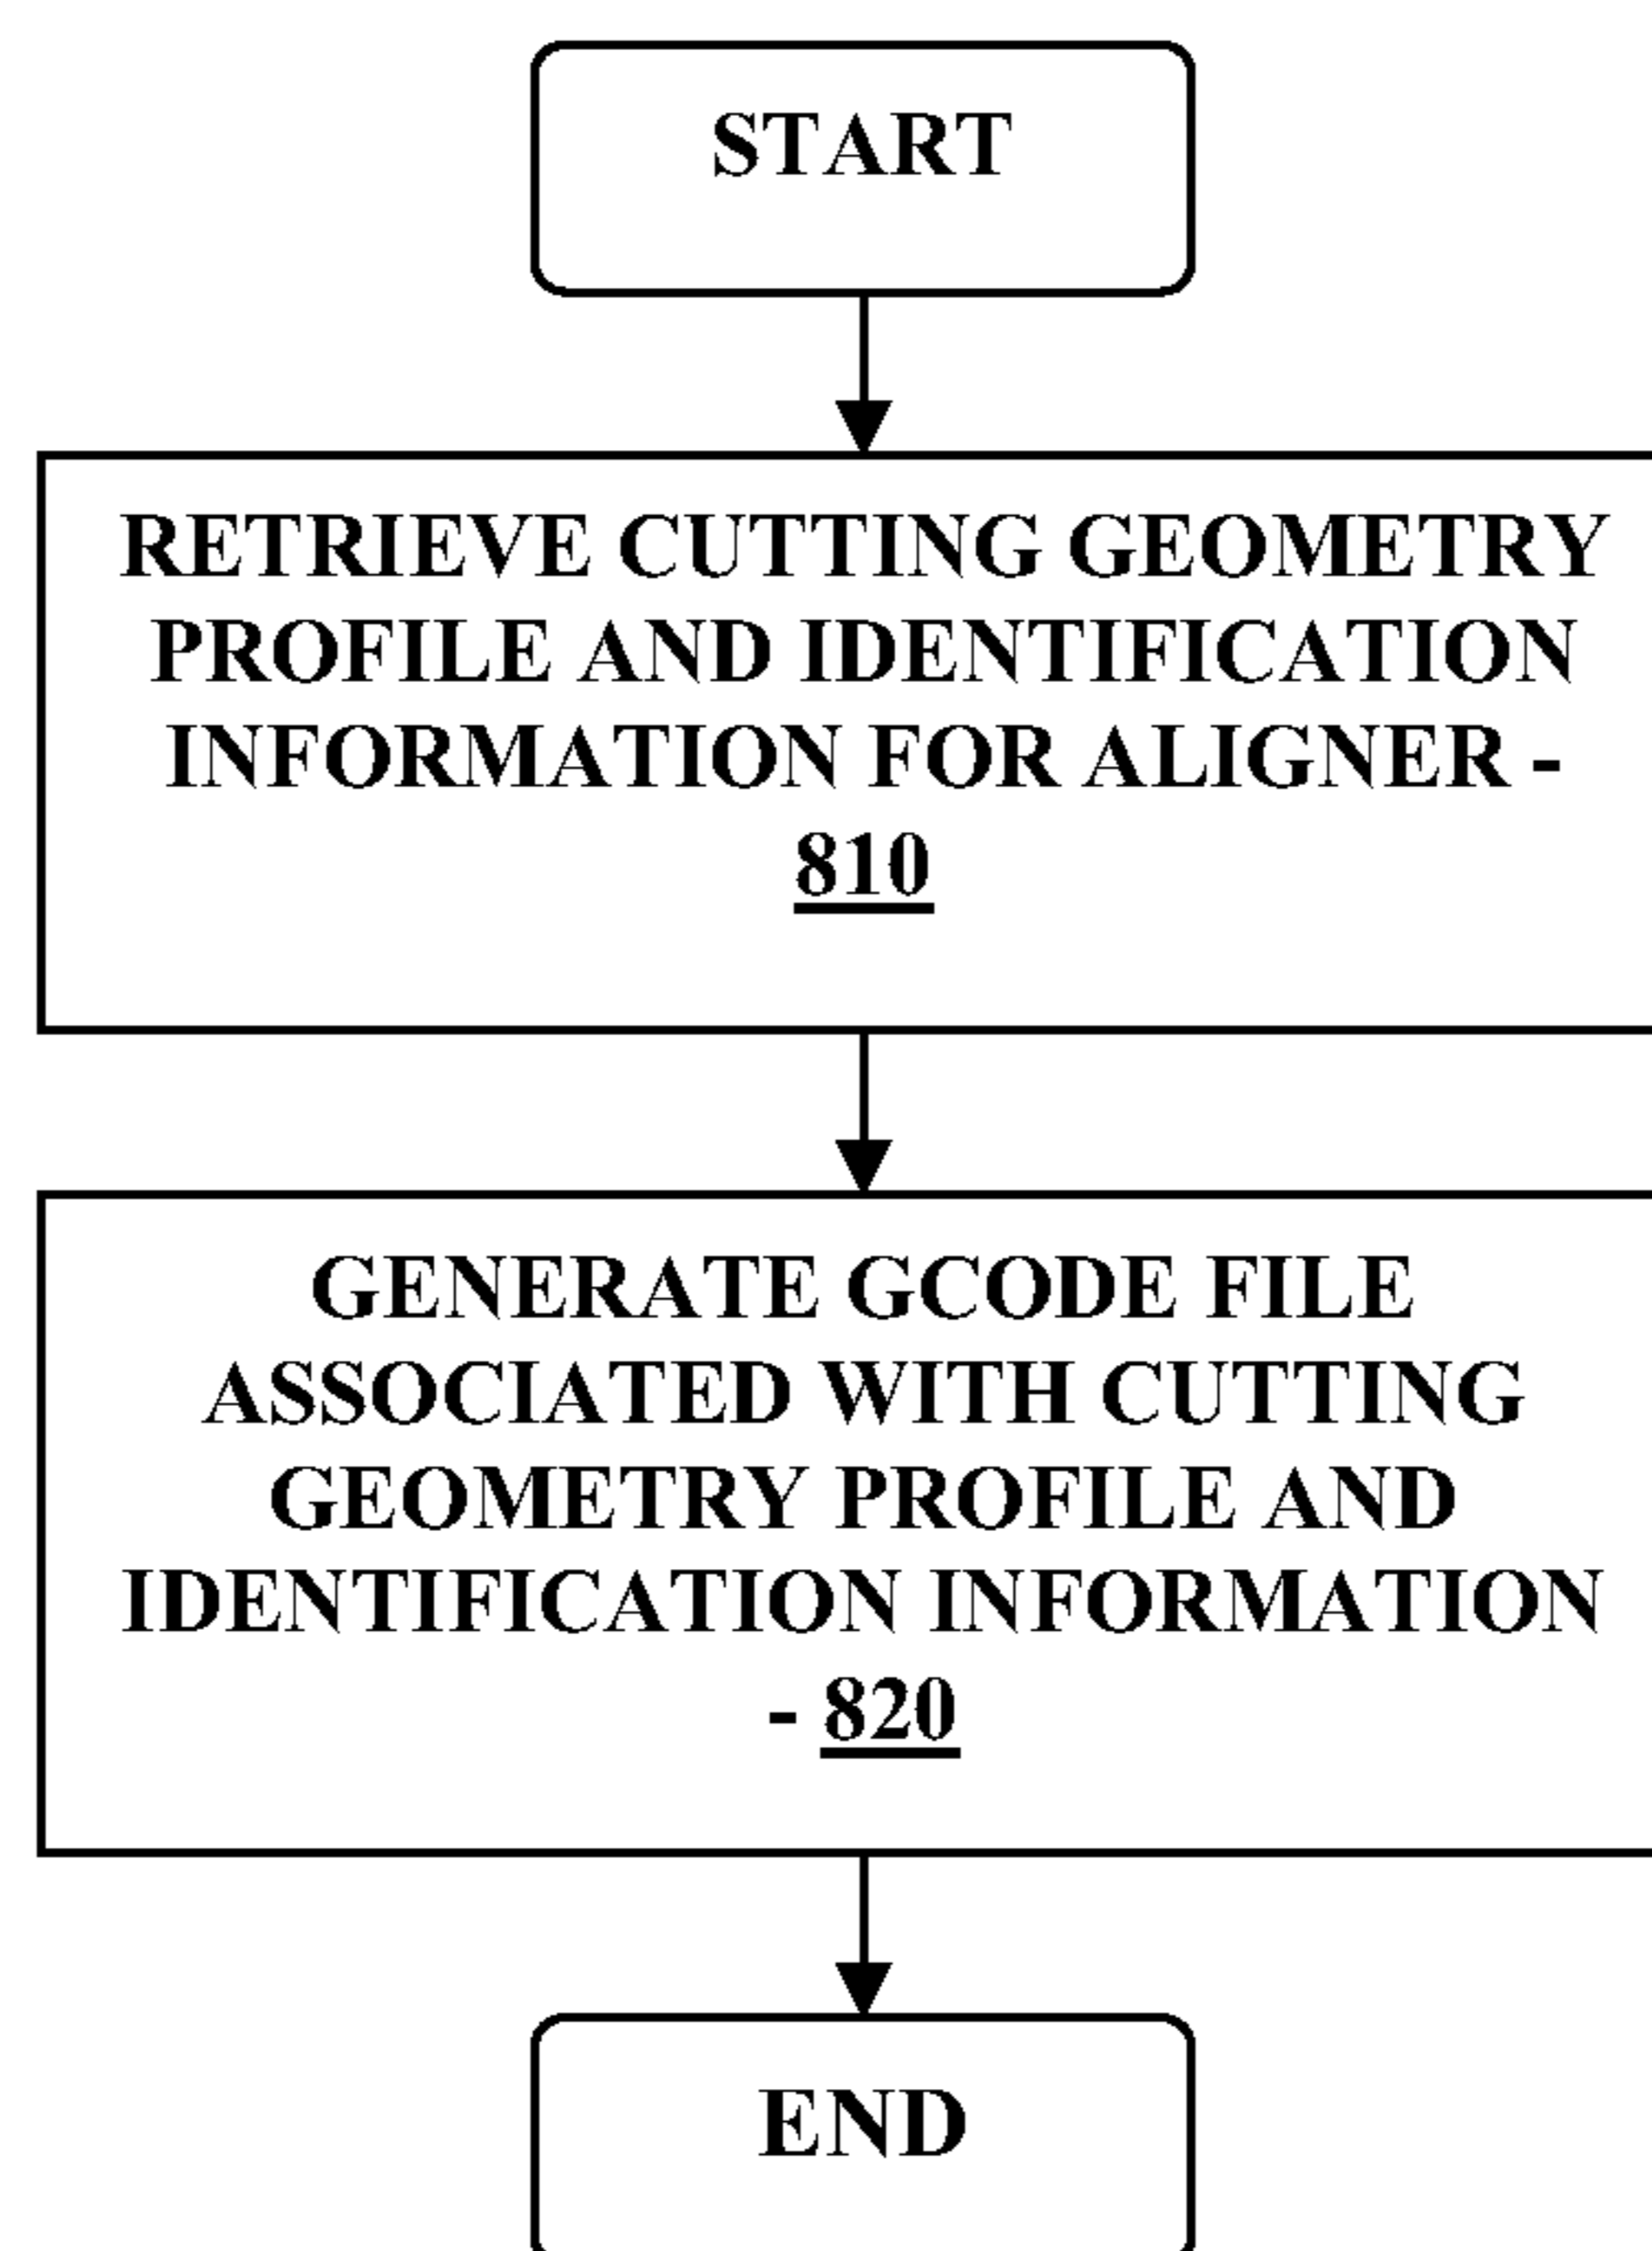 START
RETRIEVE CUTTING GEOMETRY
PROFILE AND IDENTIFICATION
INFORMATION FOR ALIGNER -
810
GENERATE GCODE FILE
ASSOCIATED WITH CUTTING
GEOMETRY PROFILE AND
IDENTIFICATION INFORMATION
- 820
END